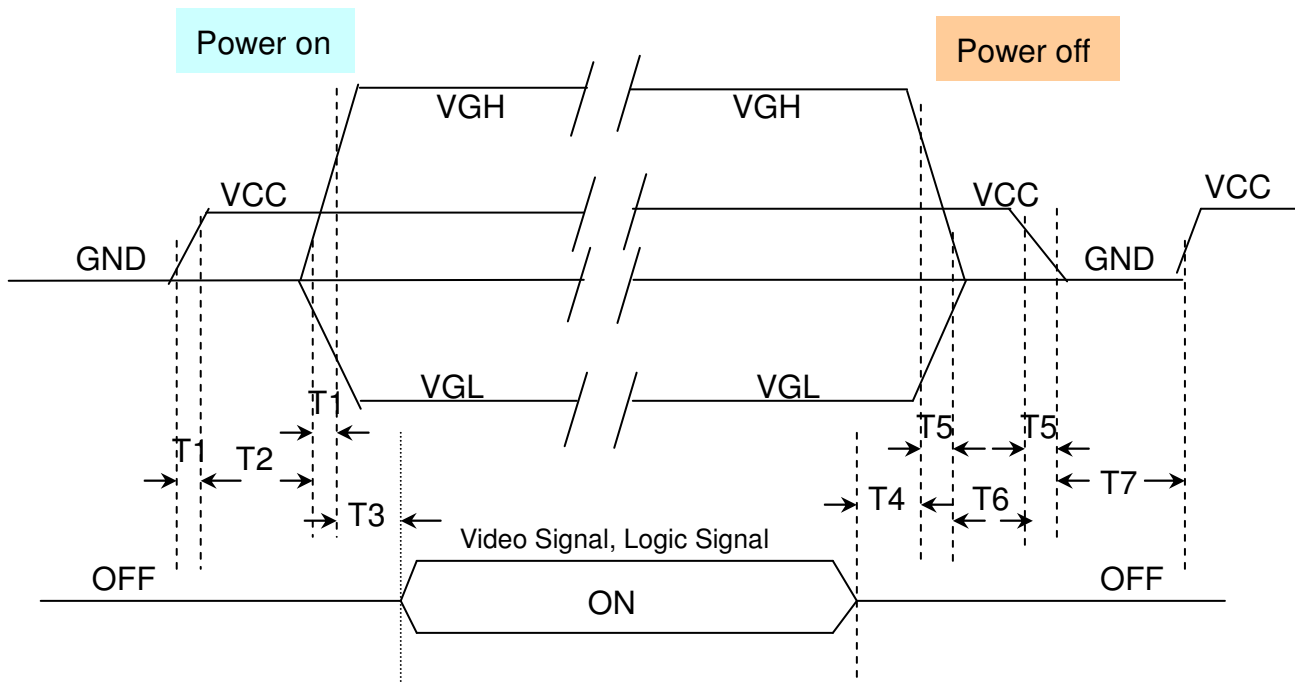 Power on
Power off
VGH
VGH
VCC
VCC
VCC
GND
GND
VGL
VGL
T1
T5
T5
T1
T2
T3
T4
T6
T7
Video Signal, Logic Signal
OFF
ON
OFF